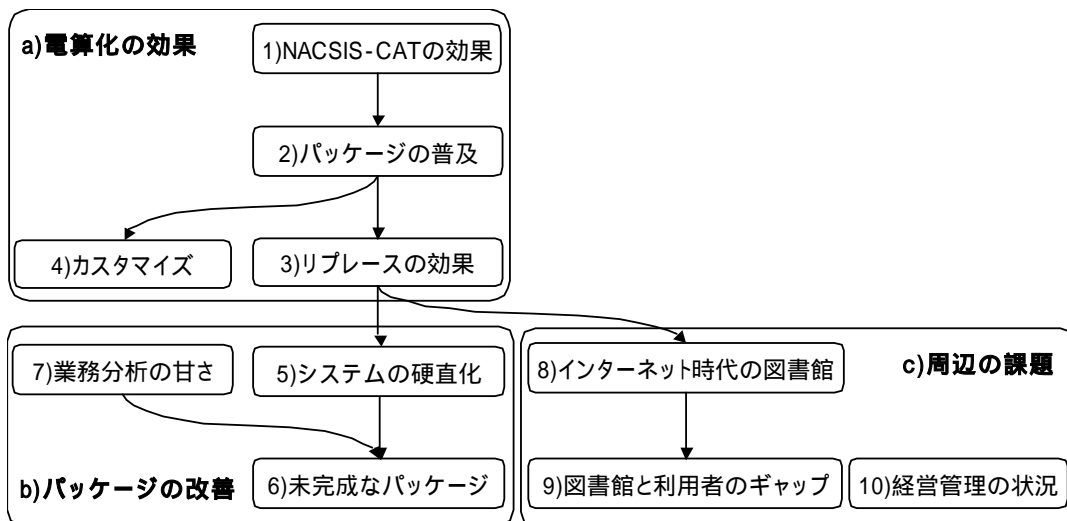 a)電算化の効果
1)NACSIS-CATの効果
2)パッケージの普及
4)カスタマイズ
3)リプレースの効果
7)業務分析の甘さ
5)システムの硬直化
8)インターネット時代の図書館
c)周辺の課題
b)パッケージの改善
6)未完成なパッケージ
9)図書館と利用者のギャップ
10)経営管理の状況